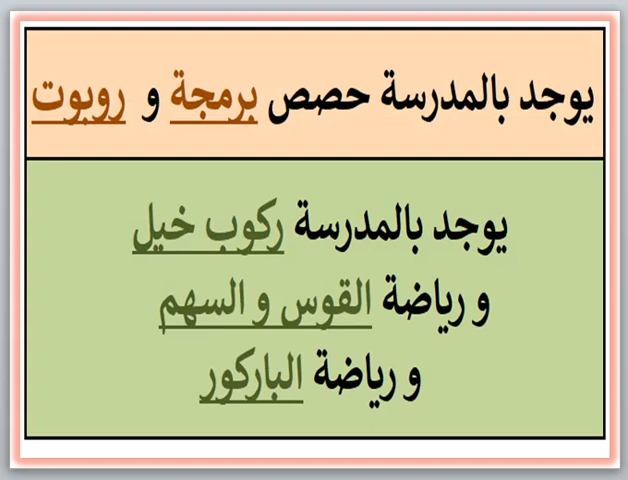 يوجد بالمدرسة حصص برمجة و روبوت
يوجد بالمدرسة ركوب خيل
و رياضة القوس و السهم
و رياضة الباركور